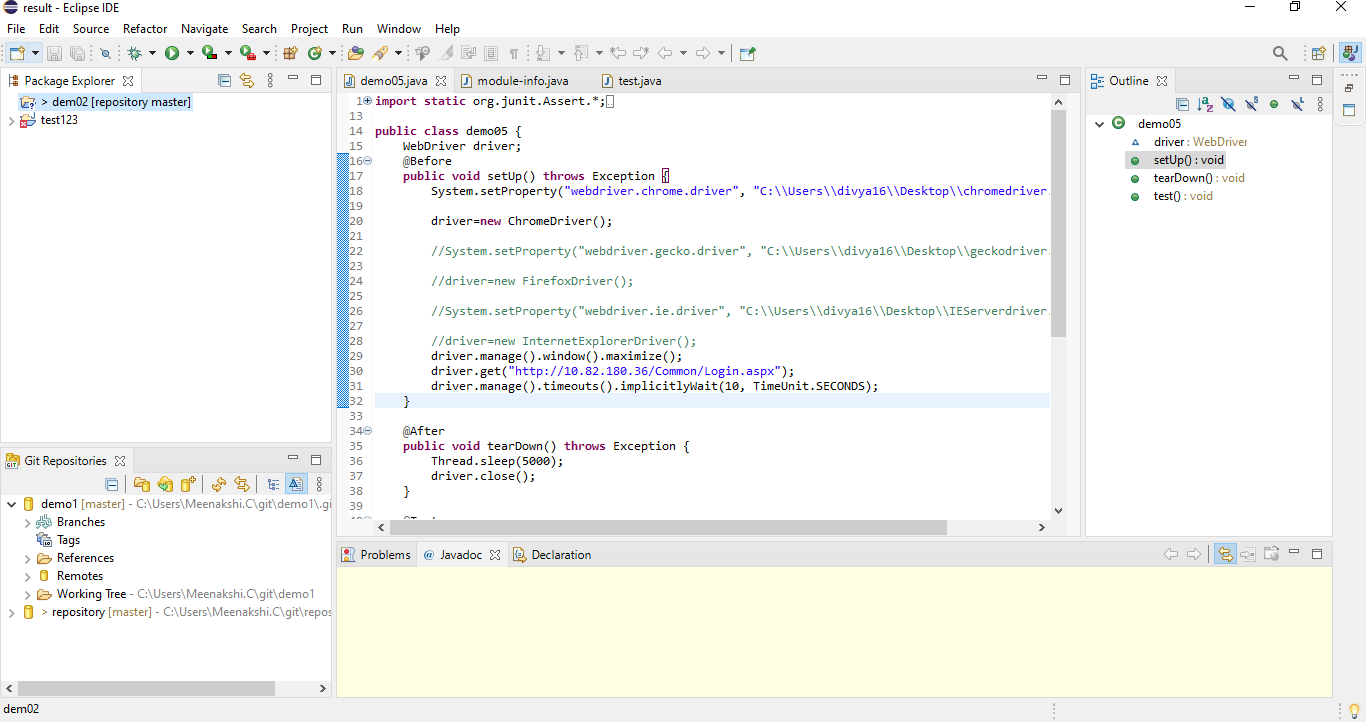 result - Eclipse IDE
File Edit Source Refactor Navigate Search Project Run Window Help
Package Explorer
> dem02 [repository master]
test123
Git Repositories
demo1 [master] - C:\Users\Meenakshi.C\git\demo1\.gi
Branches
Tags
References
Remotes
Working Tree - C:\Users\Meenakshi.C\git\demo1
> repository [master] - C:\Users\Meenakshi.C\git\repos
demo05.java module-info.java test.java
1 import static org.junit.Assert.*;
13
14 public class demo05 {
15 WebDriver driver;
16 @Before
17 public void setUp() throws Exception {
18 System.setProperty("webdriver.chrome.driver", "C:\\Users\\divya16\\Desktop\\chromedriver.
19
20 driver=new ChromeDriver();
21
22 //System.setProperty("webdriver.gecko.driver", "C:\\Users\\divya16\\Desktop\\geckodriver.
23
24 //driver=new FirefoxDriver();
25
26 //System.setProperty("webdriver.ie.driver", "C:\\Users\\divya16\\Desktop\\IEServerdriver.
27
28 //driver=new InternetExplorerDriver();
29 driver.manage().window().maximize();
30 driver.get("http://10.82.180.36/Common/Login.aspx");
31 driver.manage().timeouts().implicitlyWait(10, TimeUnit.SECONDS);
32 }
33
34 @After
35 public void tearDown() throws Exception {
36 Thread.sleep(5000);
37 driver.close();
38 }
39
Outline
demo05
driver : WebDriver
setUp() : void
tearDown() : void
test() : void
Problems @ Javadoc Declaration
dem02